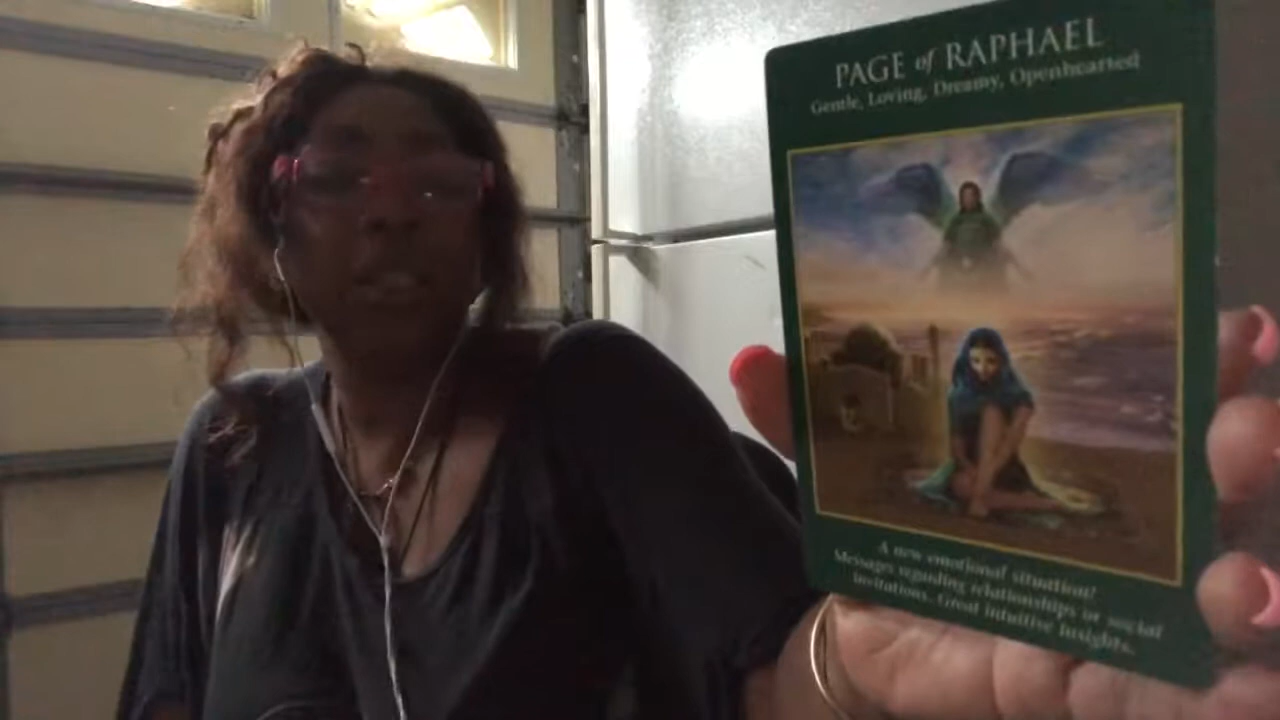 PAGE of RAPHAEL
Gentle, Loving, Dreamy, Openhearted
A new emotional situation!
Messages regarding relationships or social
invitations. Great intuitive insights.